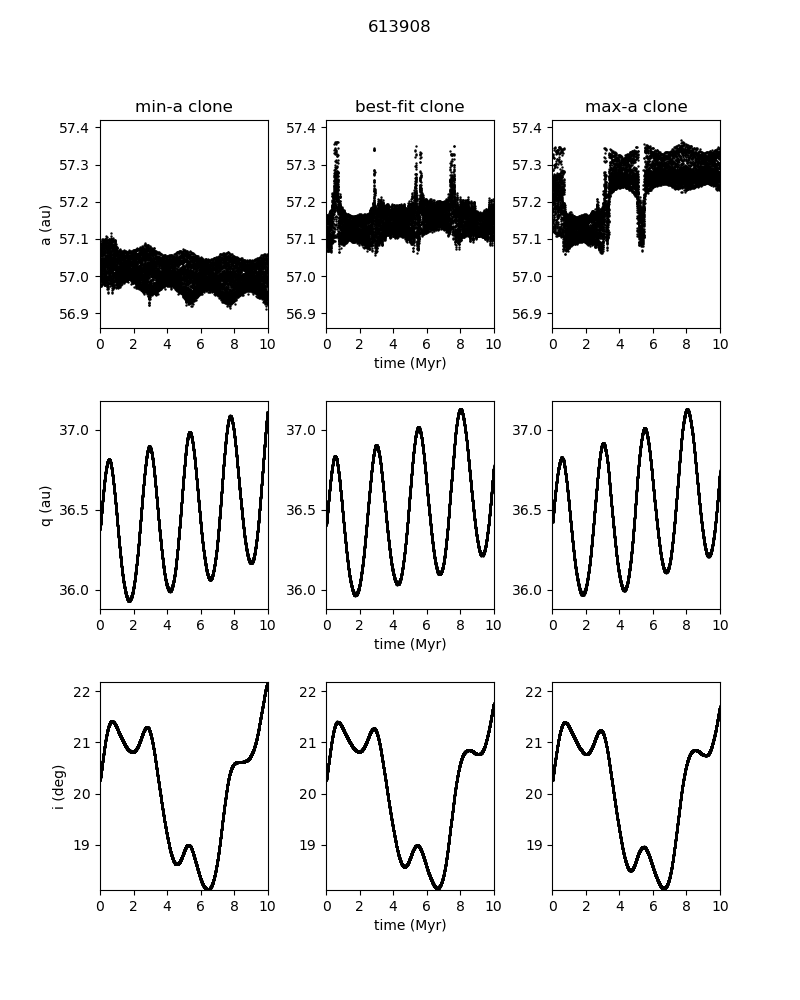 613908
min-a clone best-fit clone max-a clone
57.4 57.4 57.4
57.3 57.3 57.3
57.2 57.2 57.2
a (au) 57.1 57.1 57.1
57.0 57.0 57.0
56.9 56.9 56.9
0 2 4 6 8 10 0 2 4 6 8 10 0 2 4 6 8 10
time (Myr)
37.0 37.0 37.0
q (au) 36.5 36.5 36.5
36.0 36.0 36.0
0 2 4 6 8 10 0 2 4 6 8 10 0 2 4 6 8 10
time (Myr)
22 22 22
21 21 21
i (deg) 20 20 20
19 19 19
0 2 4 6 8 10 0 2 4 6 8 10 0 2 4 6 8 10
time (Myr)